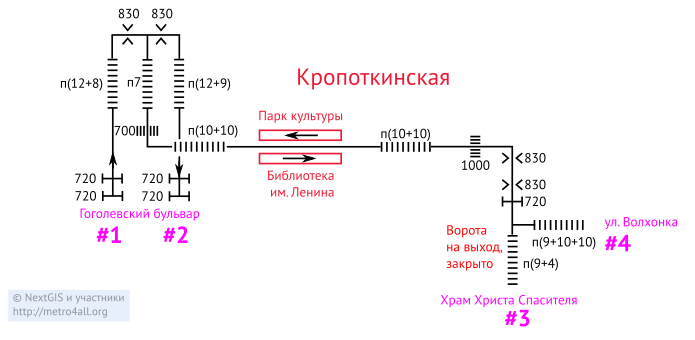 830 830
Кропоткинская
п(12+8) п7 п(12+9)
Парк культуры
700 п(10+10) п(10+10)
830
1000
720 720 Библиотека
им. Ленина
830
720 720 720
Гоголевский бульвар
#1 #2
ул. Волхонка
#4
Ворота
на выход,
закрыто
п(9+10+10)
п(9+4)
© NextGIS и участники
http://metro4all.org
Храм Христа Спасителя
#3